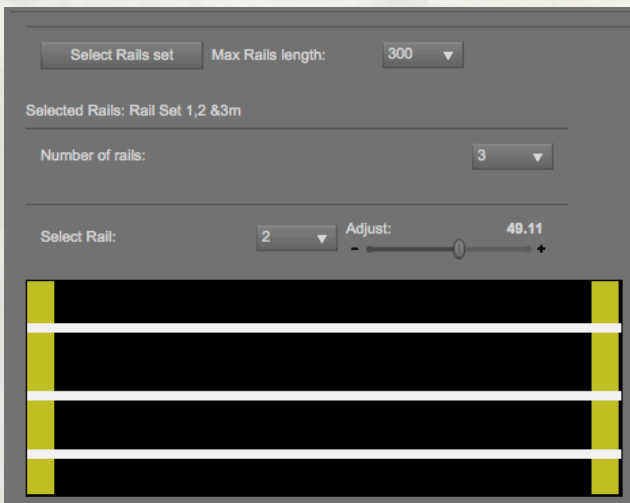 Select Rails set Max Rails length: 300
Selected Rails: Rail Set 1,2 &3m
Number of rails: 3
Select Rail: 2 Adjust: 49.11
- +